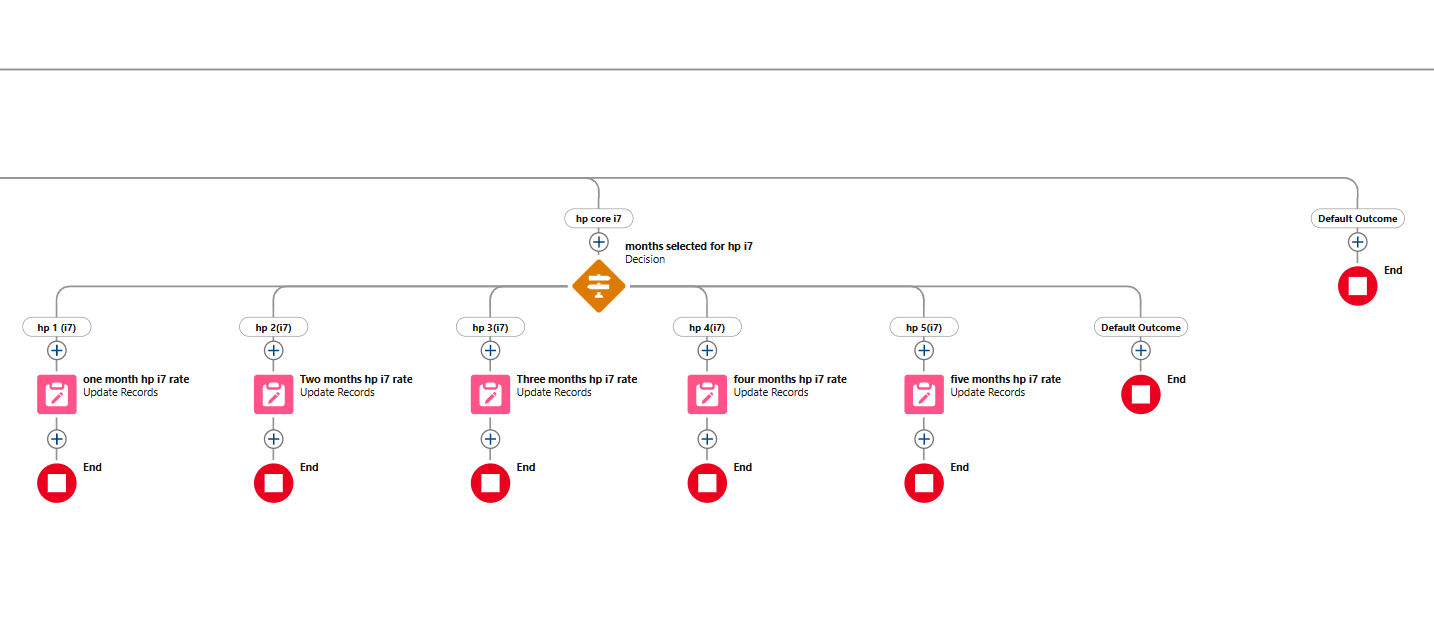 hp core i7
Default Outcome
months selected for hp i7
Decision
End
hp 1 (i7)
hp 2(i7)
hp 3(i7)
hp 4(i7)
hp 5(i7)
Default Outcome
one month hp i7 rate
Update Records
Two months hp i7 rate
Update Records
Three months hp i7 rate
Update Records
four months hp i7 rate
Update Records
five months hp i7 rate
Update Records
End
End
End
End
End
End